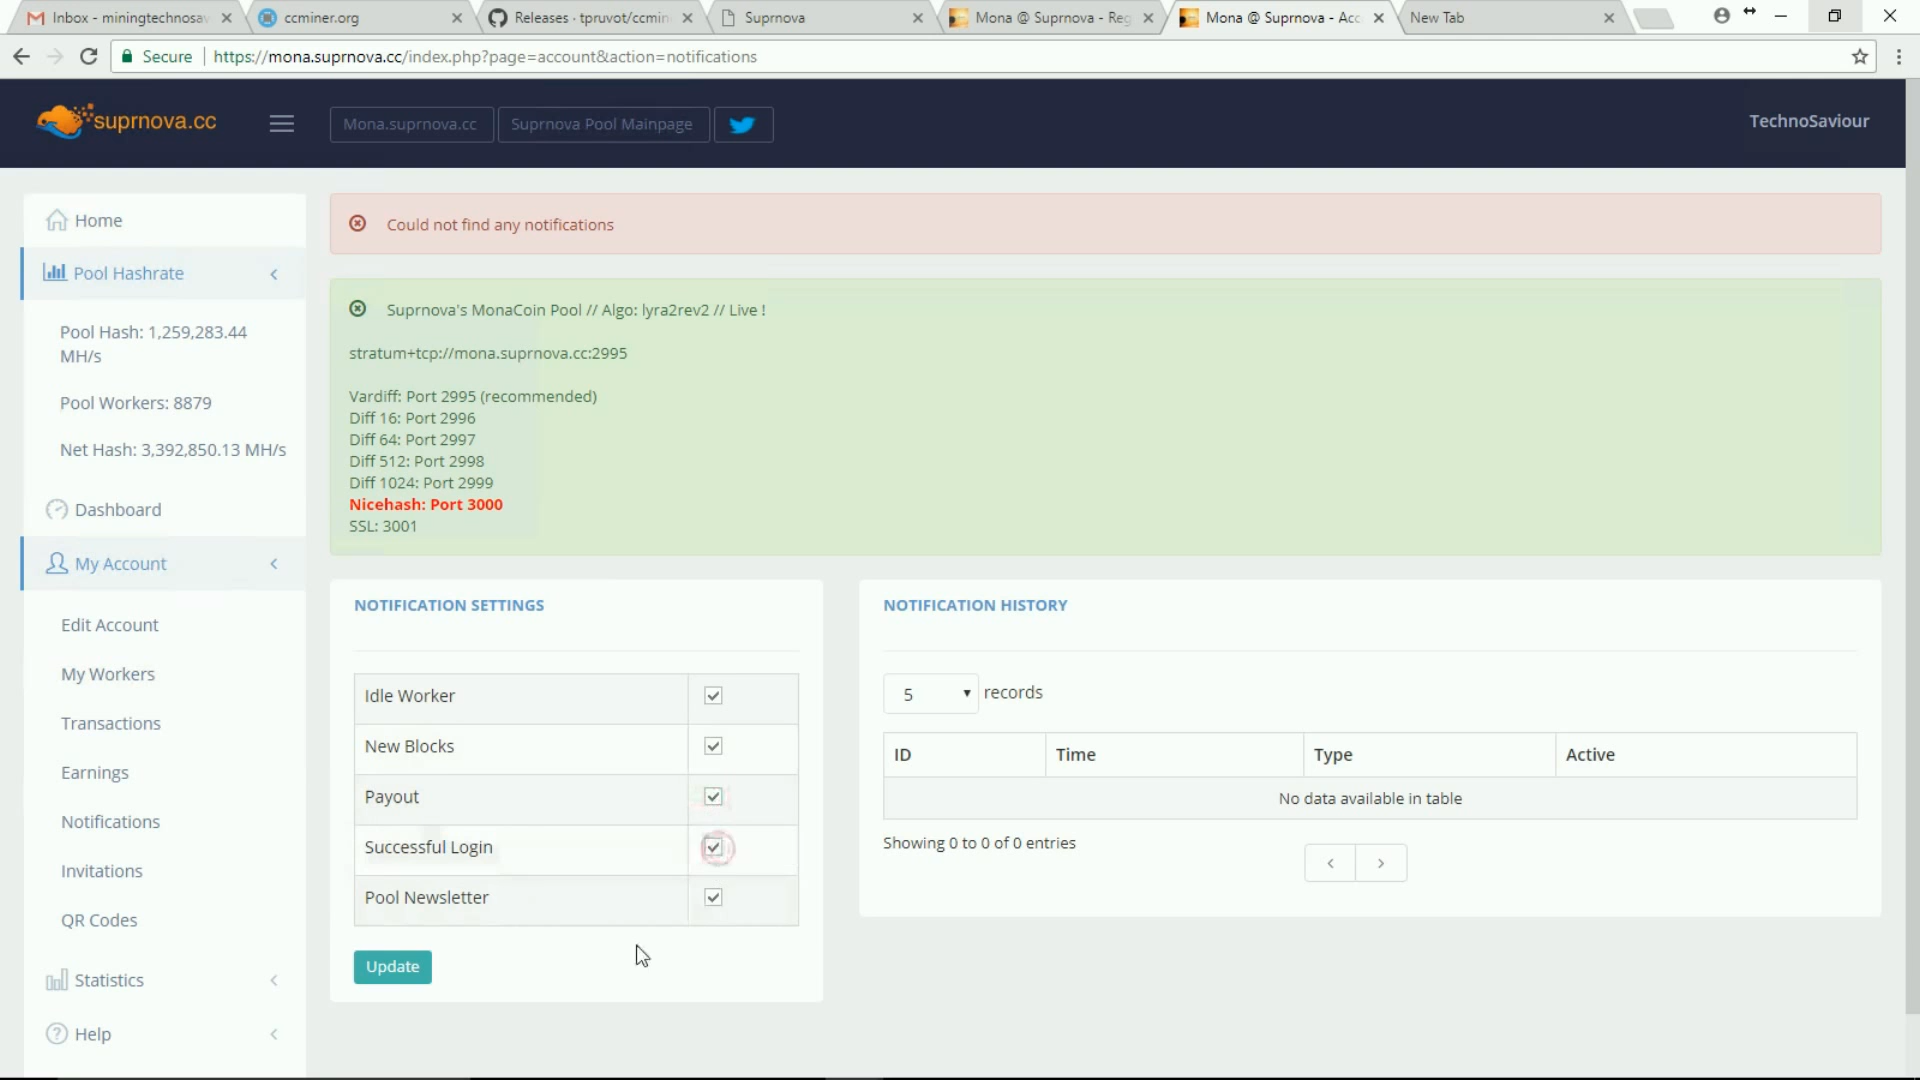 Inbox - miningtechnosav
ccminer.org
Releases · tpruvot/ccmin
Suprnova
Mona @ Suprnova - Reg
Mona @ Suprnova - Acc
New Tab
Secure
https://mona.suprnova.cc/index.php?page=account&action=notifications
suprnova.cc
Mona.suprnova.cc
Suprnova Pool Mainpage
TechnoSaviour
Home
Pool Hashrate
Pool Hash: 1,259,283.44
MH/s
Pool Workers: 8879
Net Hash: 3,392,850.13 MH/s
Dashboard
My Account
Edit Account
My Workers
Transactions
Earnings
Notifications
Invitations
QR Codes
Statistics
Help
Could not find any notifications
Suprnova's MonaCoin Pool // Algo: lyra2rev2 // Live !
stratum+tcp://mona.suprnova.cc:2995
Vardiff: Port 2995 (recommended)
Diff 16: Port 2996
Diff 64: Port 2997
Diff 512: Port 2998
Diff 1024: Port 2999
Nicehash: Port 3000
SSL: 3001
NOTIFICATION SETTINGS
Idle Worker
New Blocks
Payout
Successful Login
Pool Newsletter
Update
NOTIFICATION HISTORY
5 records
ID Time Type Active
No data available in table
Showing 0 to 0 of 0 entries